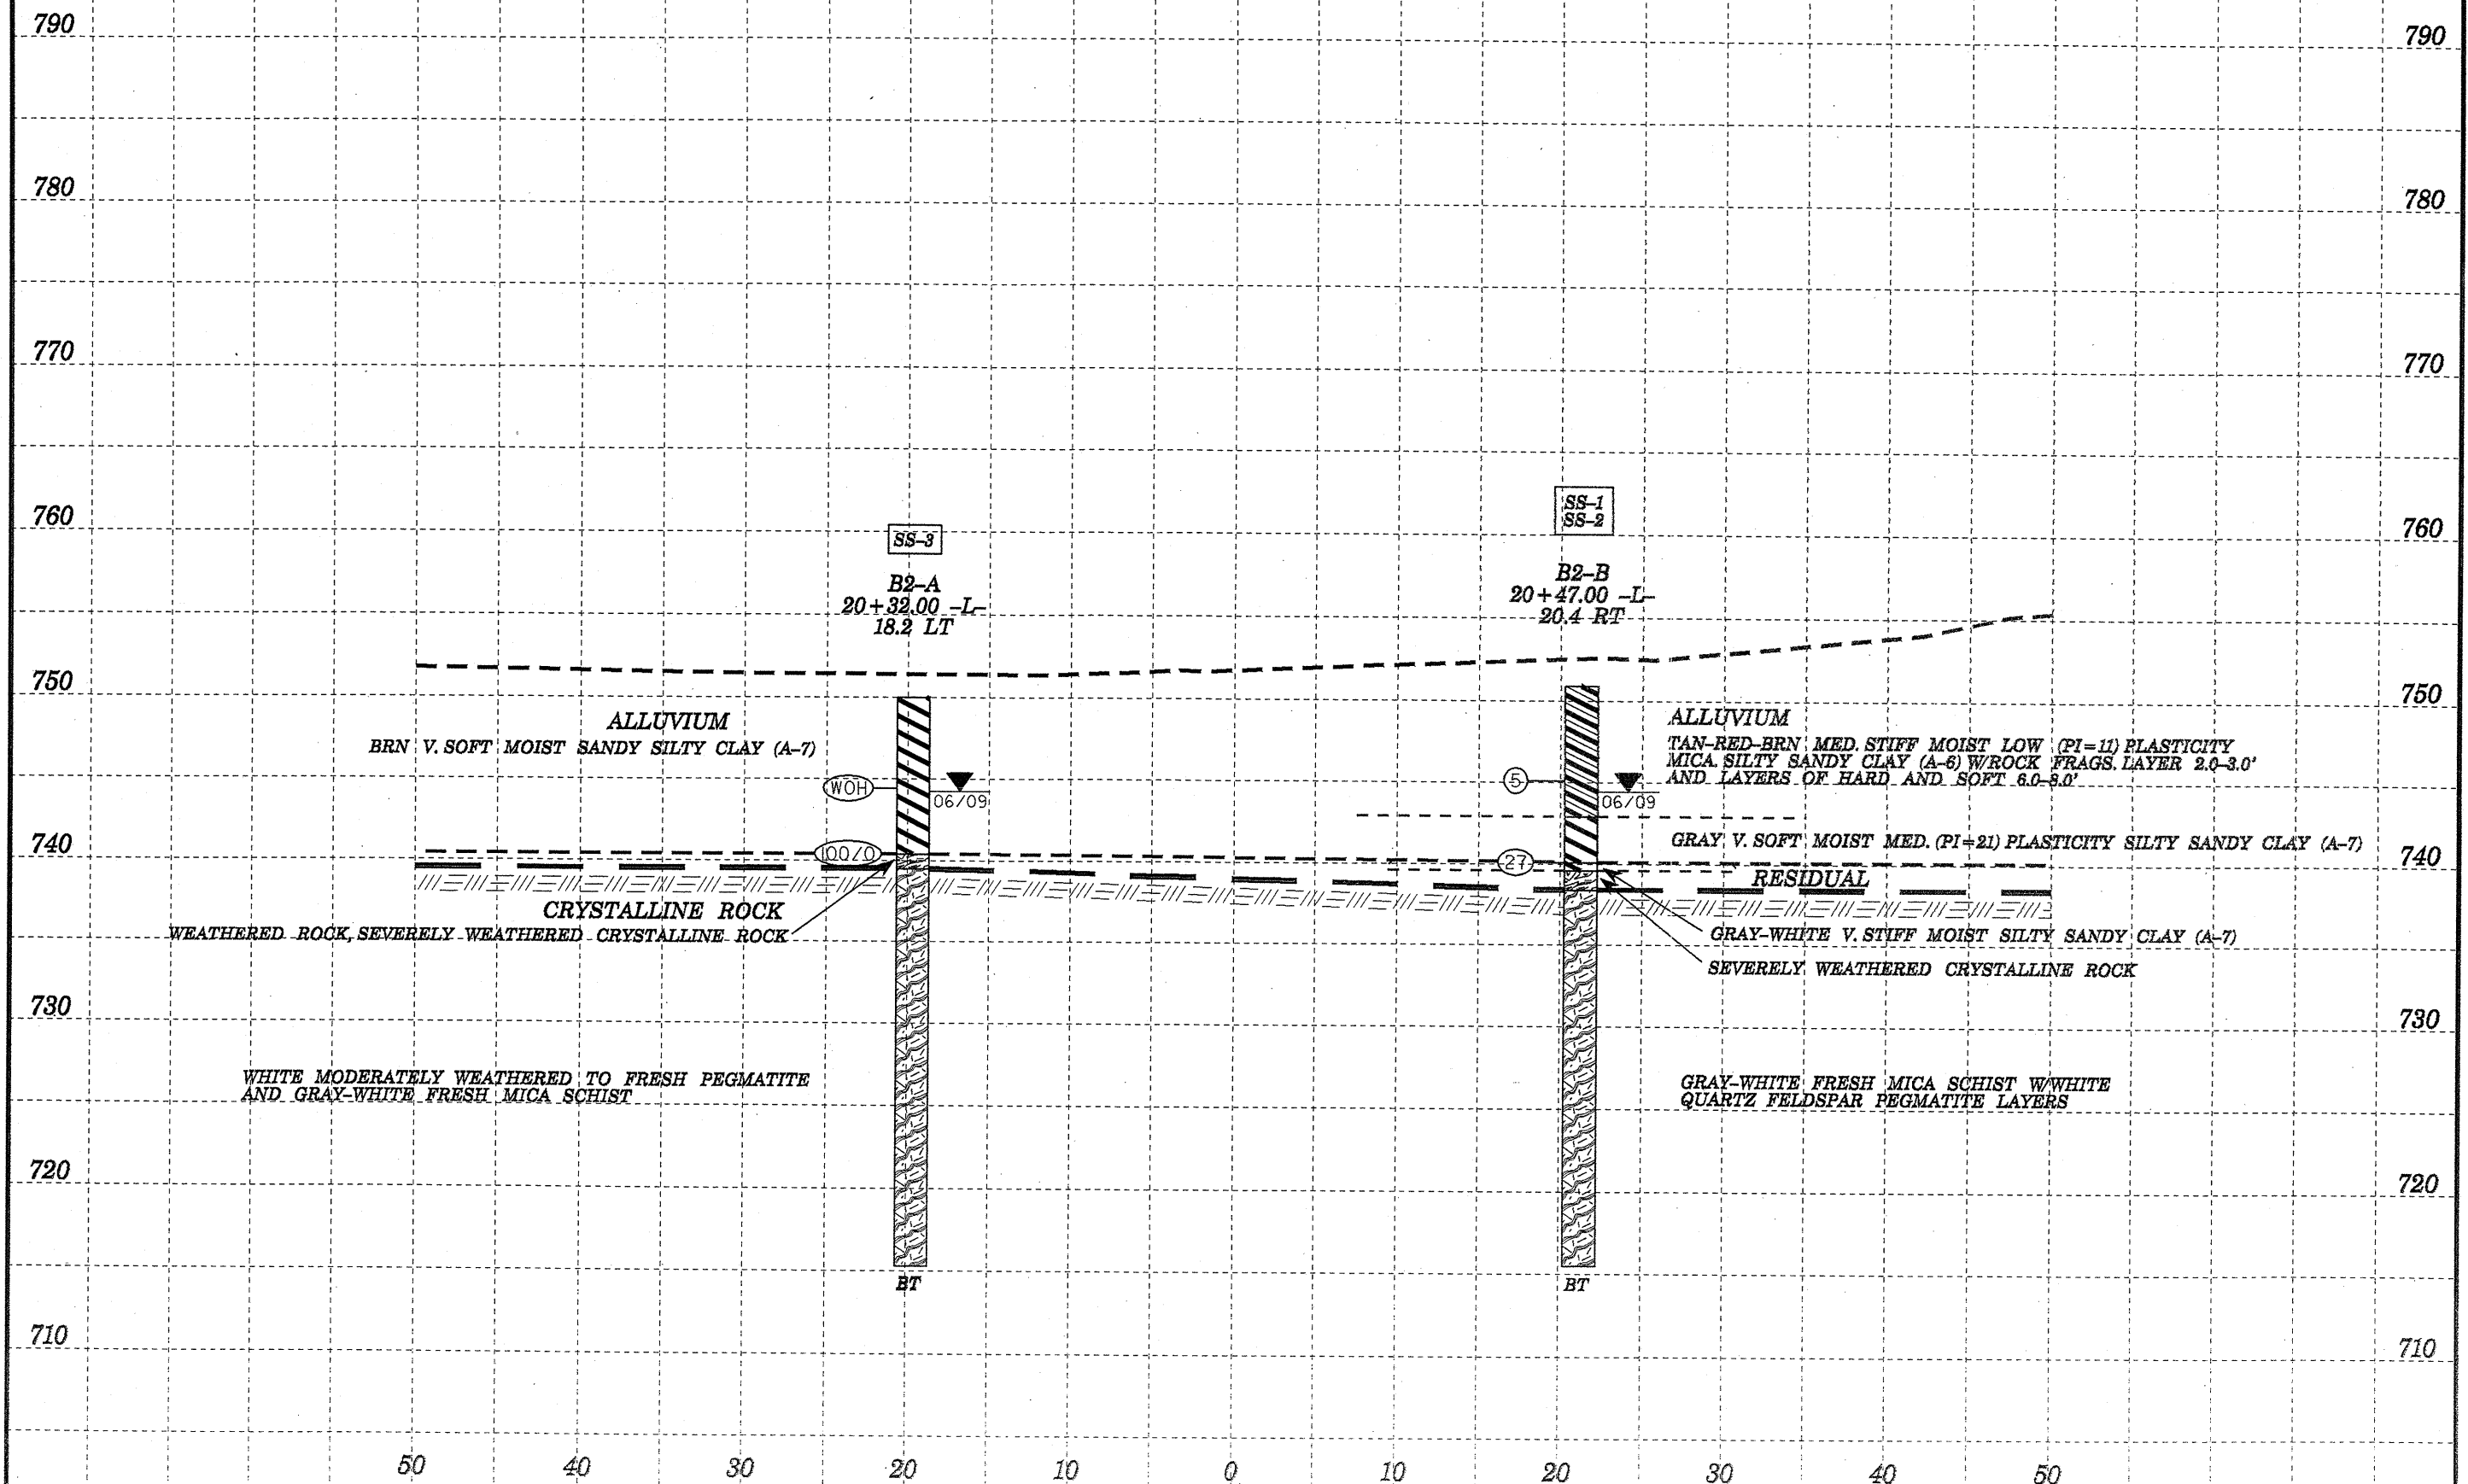 790 790
780 780
770 770
760 760
SS-1
SS-2
SS-3
B2-A
20+32.00 -L-
18.2 LT
B2-B
20+47.00 -L-
20.4 RT
750 750
ALLUVIUM
BRN V. SOFT MOIST SANDY SILTY CLAY (A-7)
ALLUVIUM
TAN-RED-BRN MED. STIFF MOIST LOW (PI=11) PLASTICITY
MICA. SILTY SANDY CLAY (A-6) W/ROCK FRAGS. LAYER 2.0-3.0'
AND LAYERS OF HARD AND SOFT 6.0-8.0'
WOH
06/09
5
06/09
GRAY V. SOFT MOIST MED. (PI=21) PLASTICITY SILTY SANDY CLAY (A-7)
740 740
100/0
27
RESIDUAL
CRYSTALLINE ROCK
WEATHERED ROCK, SEVERELY WEATHERED CRYSTALLINE ROCK
GRAY-WHITE V. STIFF MOIST SILTY SANDY CLAY (A-7)
SEVERELY WEATHERED CRYSTALLINE ROCK
730 730
WHITE MODERATELY WEATHERED TO FRESH PEGMATITE
AND GRAY-WHITE FRESH MICA SCHIST
GRAY-WHITE FRESH MICA SCHIST W/WHITE
QUARTZ FELDSPAR PEGMATITE LAYERS
720 720
BT
BT
710 710
50 40 30 20 10 0 10 20 30 40 50